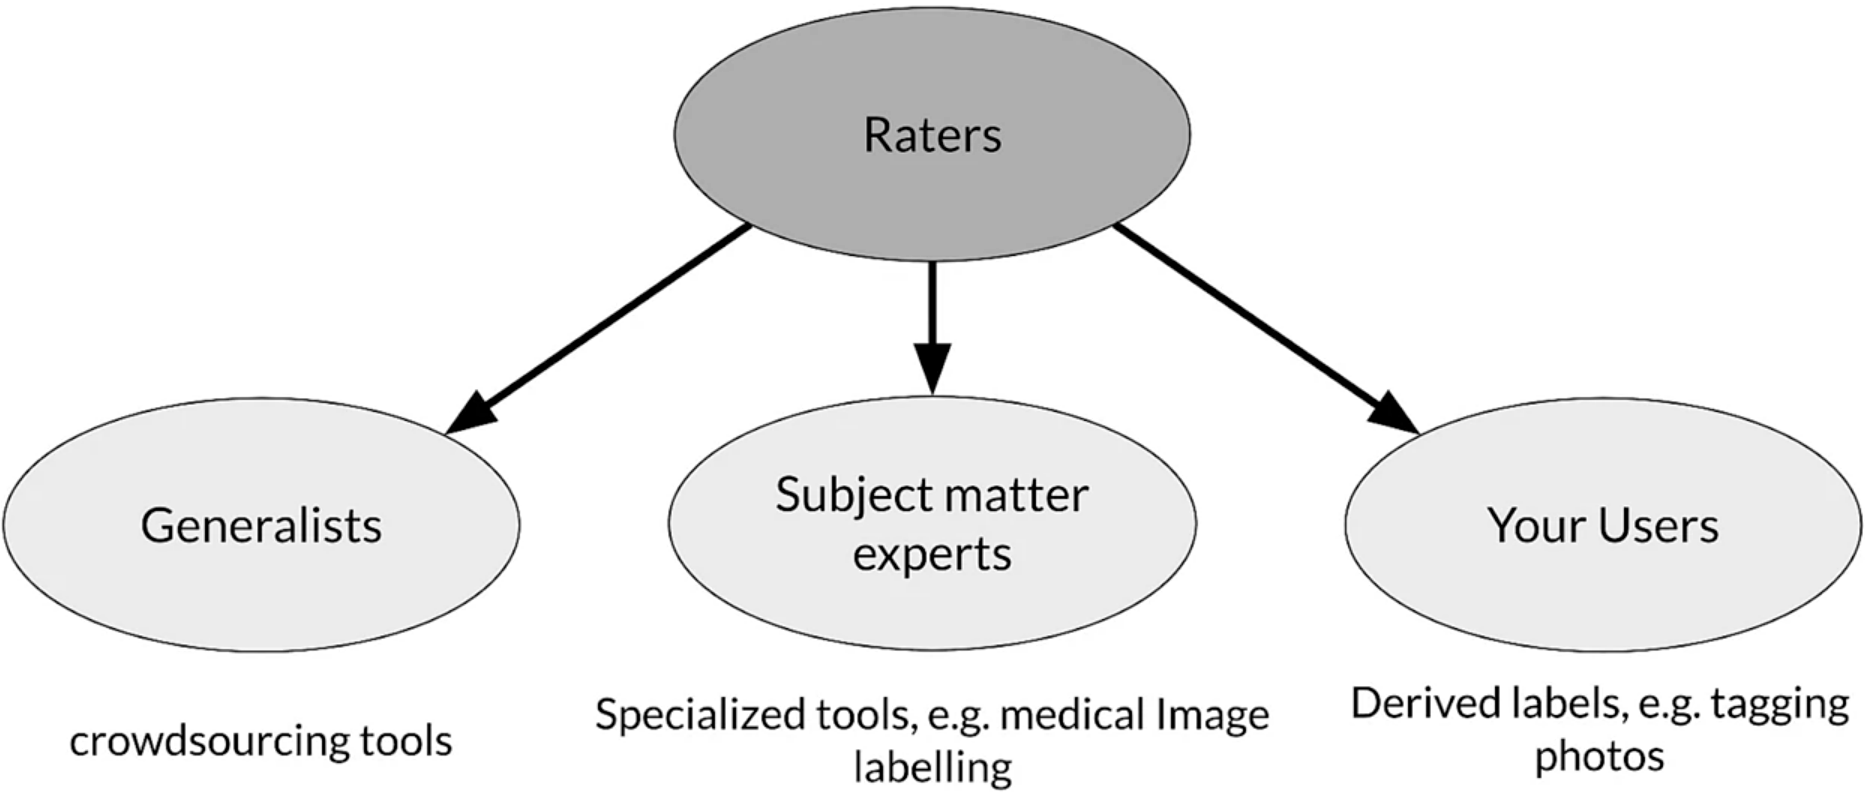 Raters
Generalists
Subject matter
experts
Your Users
crowdsourcing tools
Specialized tools, e.g. medical Image
labelling
Derived labels, e.g. tagging
photos